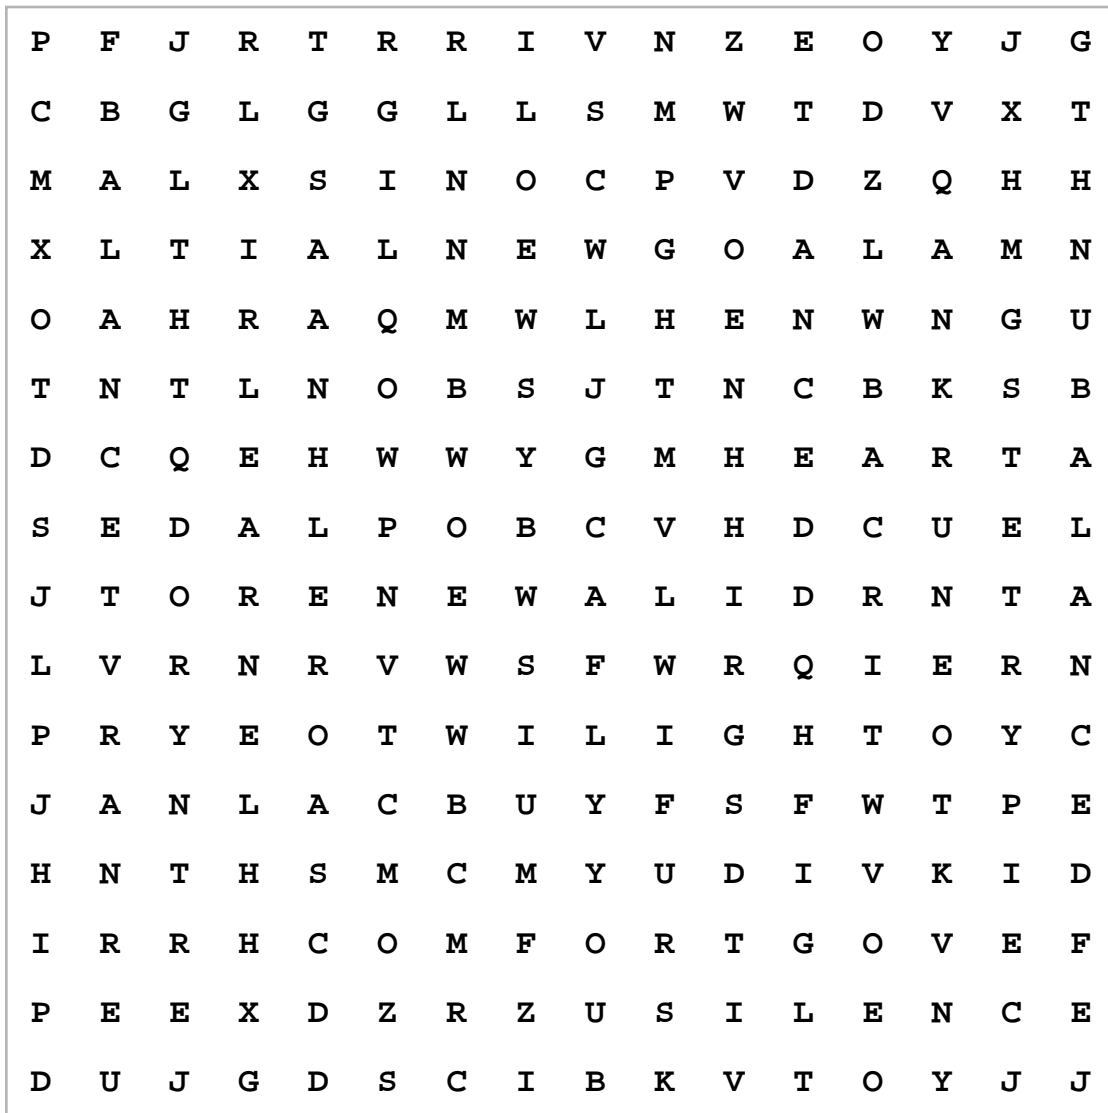 P F J R T R R I V N Z E O Y J G
C B G L G G L L S M W T D V X T
M A L X S I N O C P V D Z Q H H
X L T I A L N E W G O A L A M N
O A H R A Q M W L H E N W N G U
T N T L N O B S J T N C B K S B
D C Q E H W W Y G M H E A R T A
S E D A L P O B C V H D C U E L
J T O R E N E W A L I D R N T A
L V R N R V W S F W R Q I E R N
P R Y E O T W I L I G H T O Y C
J A N L A C B U Y F S F W T P E
H N T H S M C M Y U D I V K I D
I R R H C O M F O R T G O V E F
P E E X D Z R Z U S I L E N C E
D U J G D S C I B K V T O Y J J